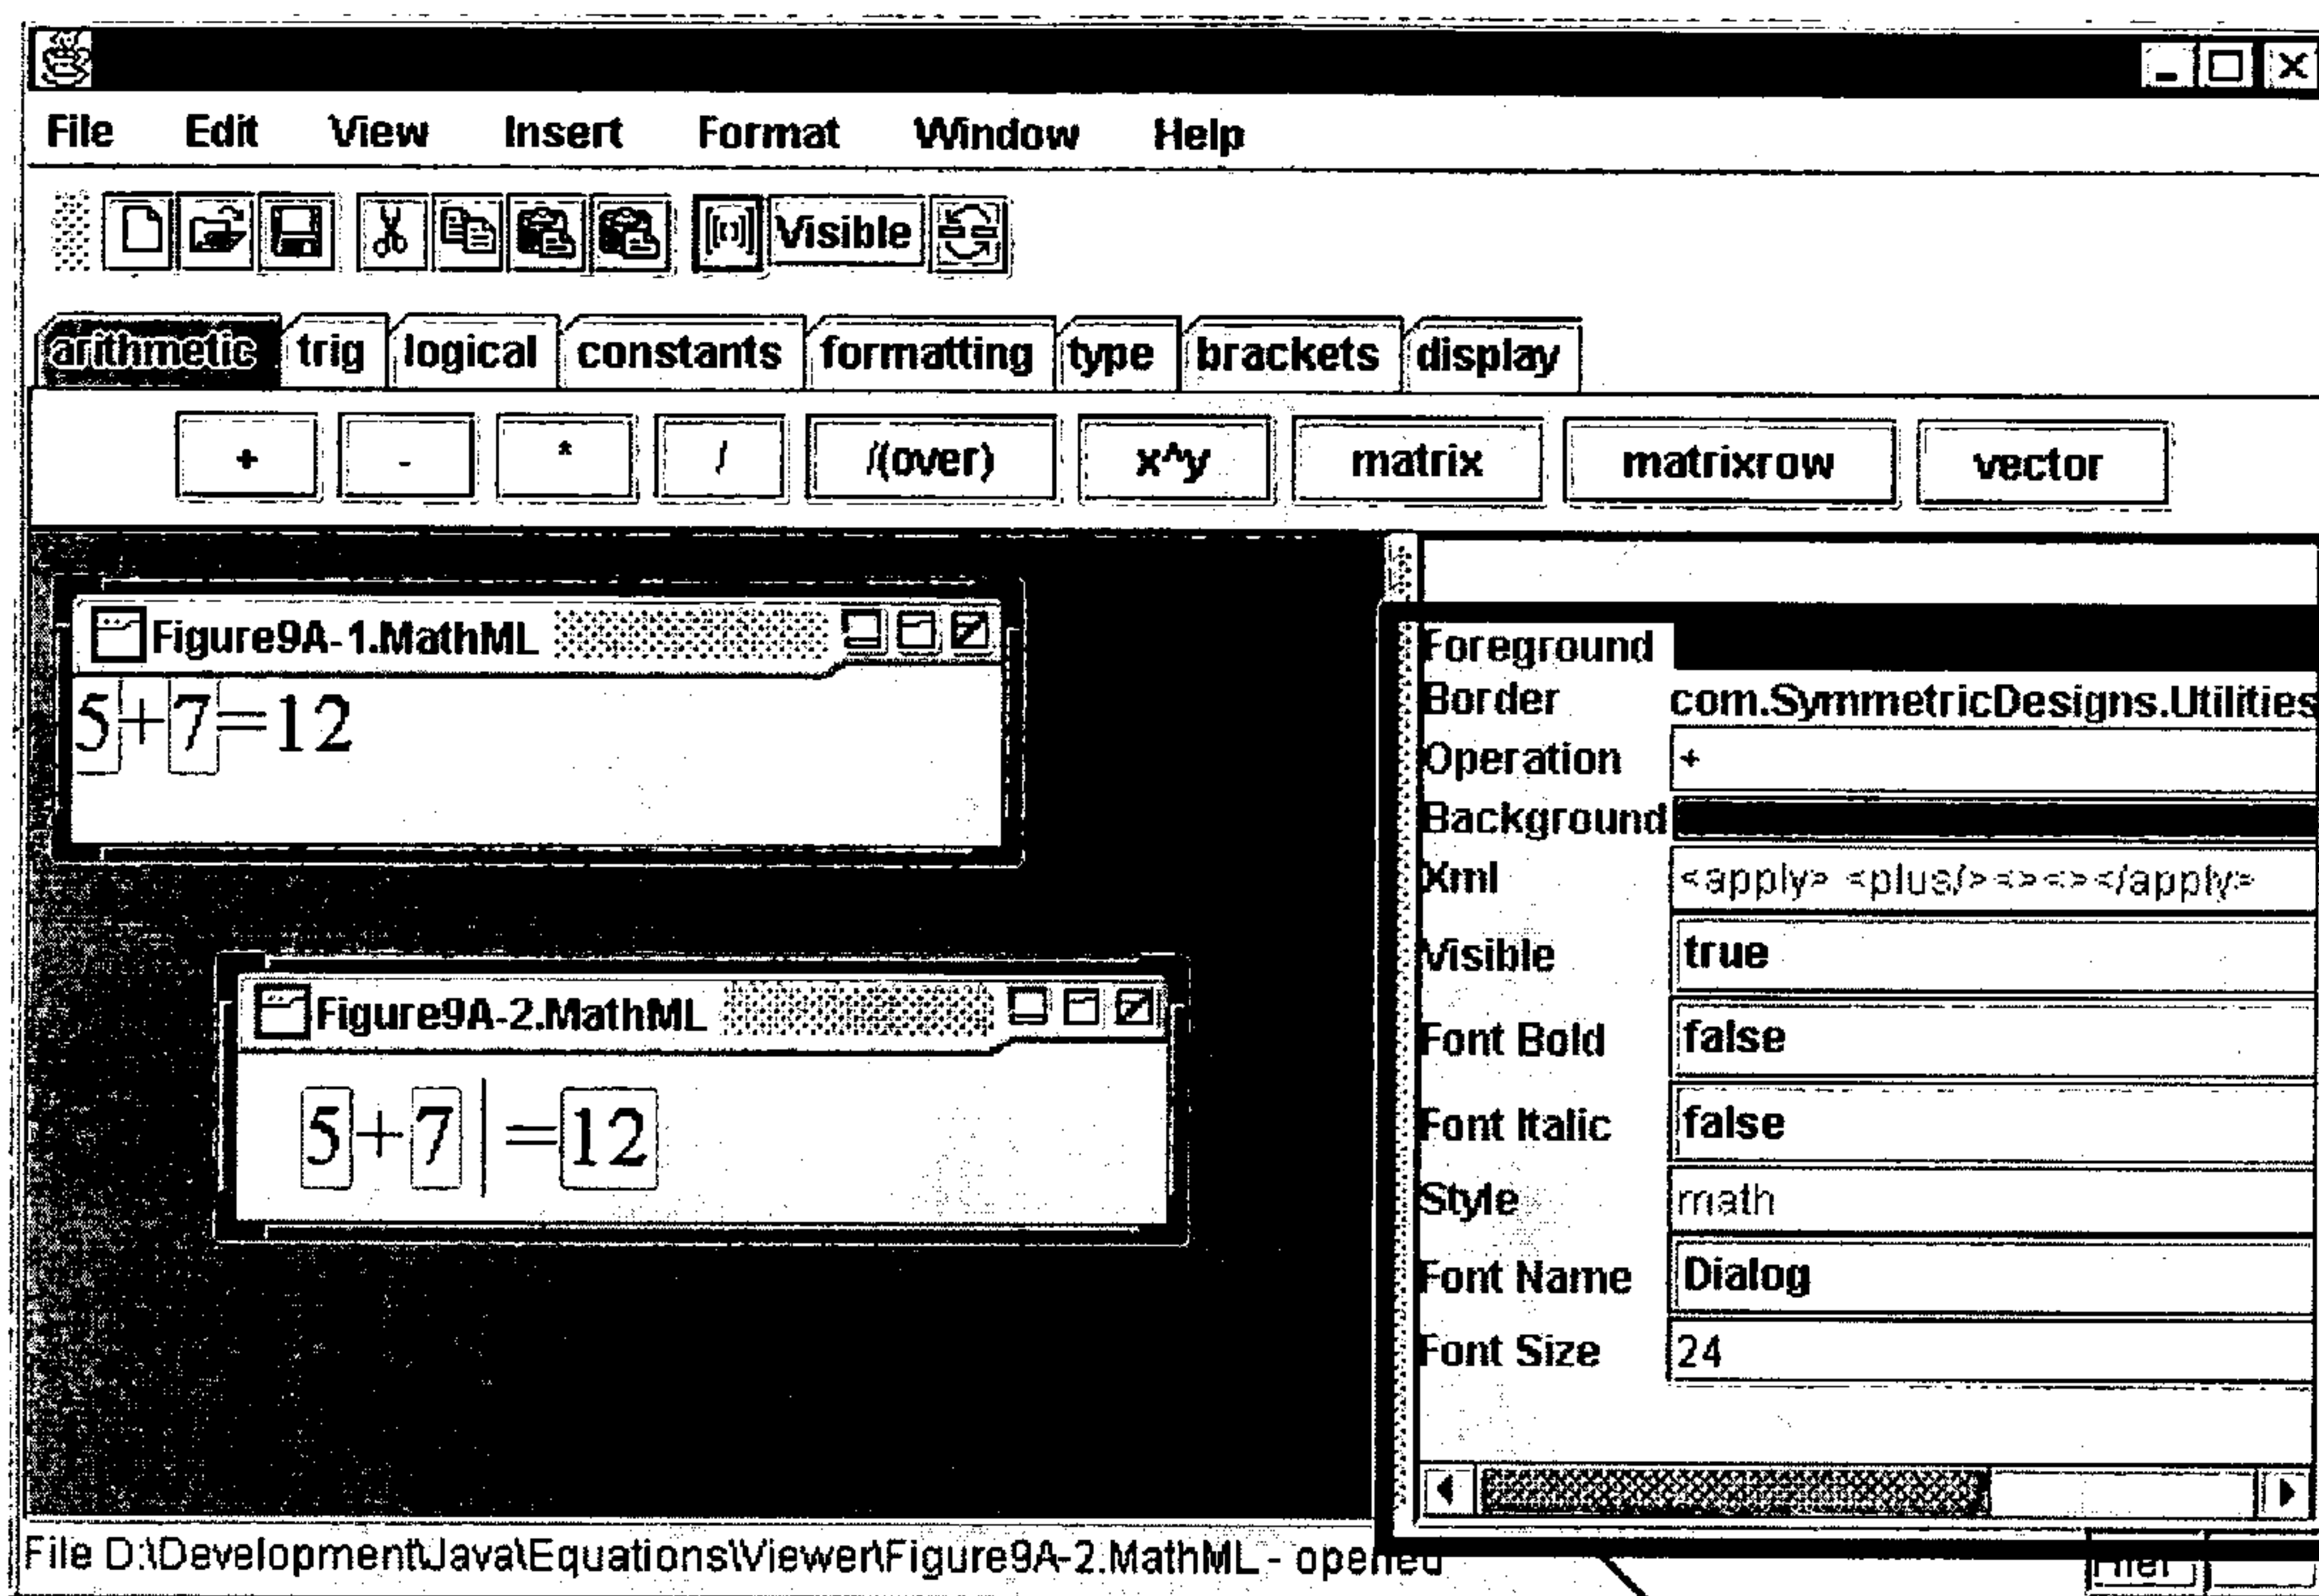 File Edit View Insert Format Window Help
Visible
arithmetic trig logical constants formatting type brackets display
+ - * / /(over) x^y matrix matrixrow vector
Figure9A-1.MathML
5+7=12
Figure9A-2.MathML
5+7 =12
Foreground
Border com.SymmetricDesigns.Utilities
Operation +
Background
Xml <apply> <plus/><><></apply>
Visible true
Font Bold false
Font Italic false
Style math
Font Name Dialog
Font Size 24
File D:\Development\Java\Equations\Viewer\Figure9A-2.MathML - opened